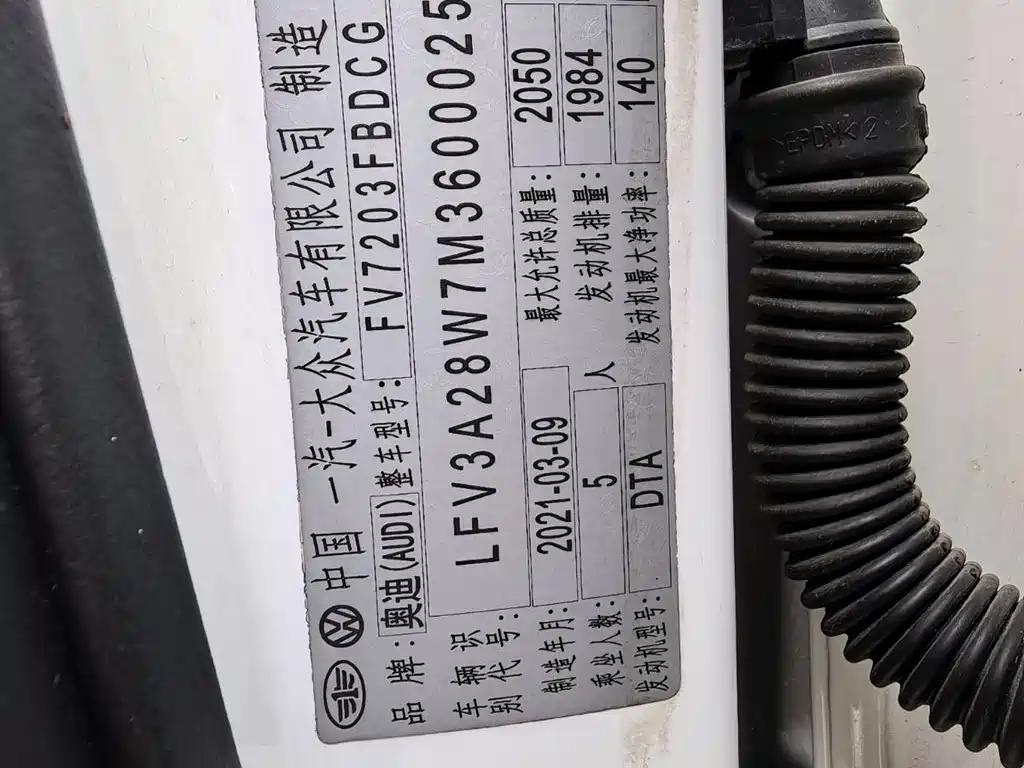 中国 一汽-大众汽车有限公司 制造
品牌: 奥迪(AUDI) 整车型号: FV7203FBDCG
车辆识
别代号: LFV3A28W7M3600025
制造年月: 2021-03-09 最大允许总质量: 2050
乘坐人数: 5 人 发动机排量: 1984
发动机型号: DTA 发动机最大净功率: 140
EPDM< 2